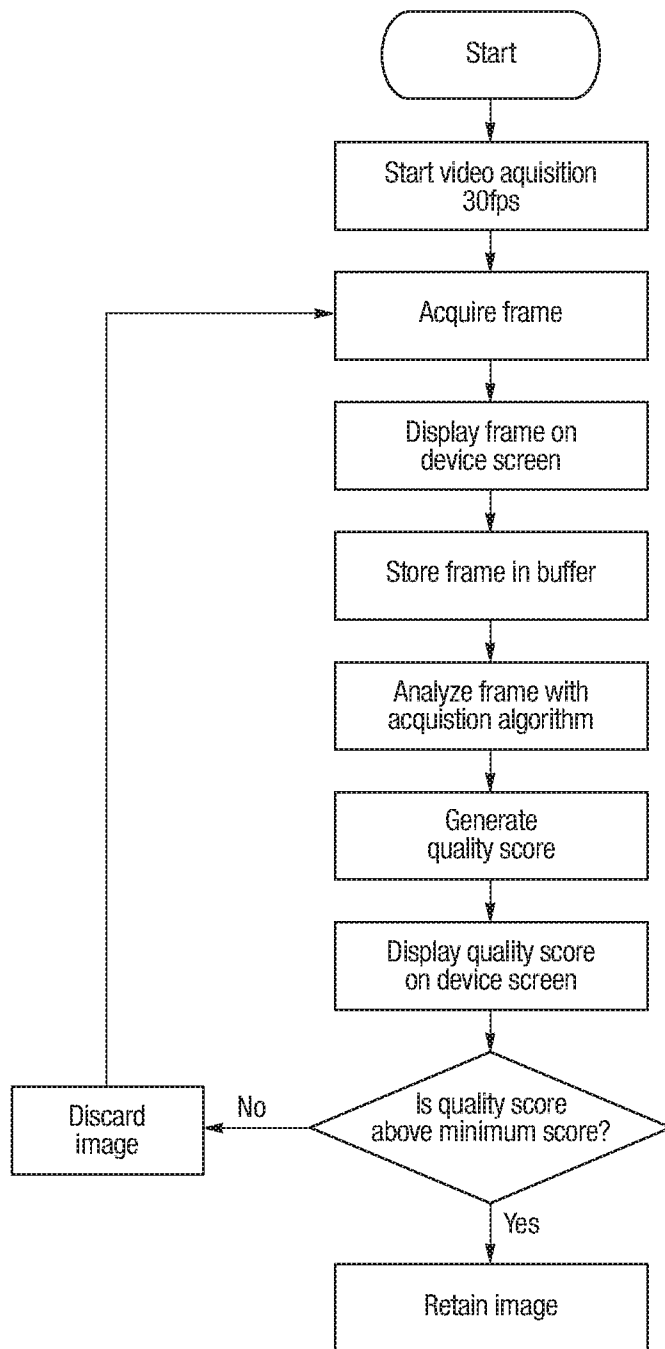 Start
Start video aquisition
30fps
Acquire frame
Display frame on
device screen
Store frame in buffer
Analyze frame with
acquistion algorithm
Generate
quality score
Display quality score
on device screen
Is quality score
above minimum score?
No
Discard
image
Yes
Retain image